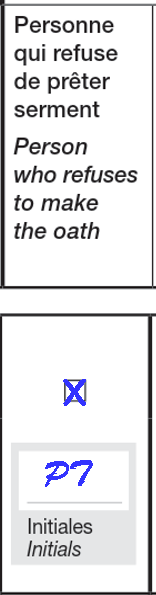 Personne
qui refuse
de prêter
serment
Person
who refuses
to make
the oath
X
PT
Initiales
Initials